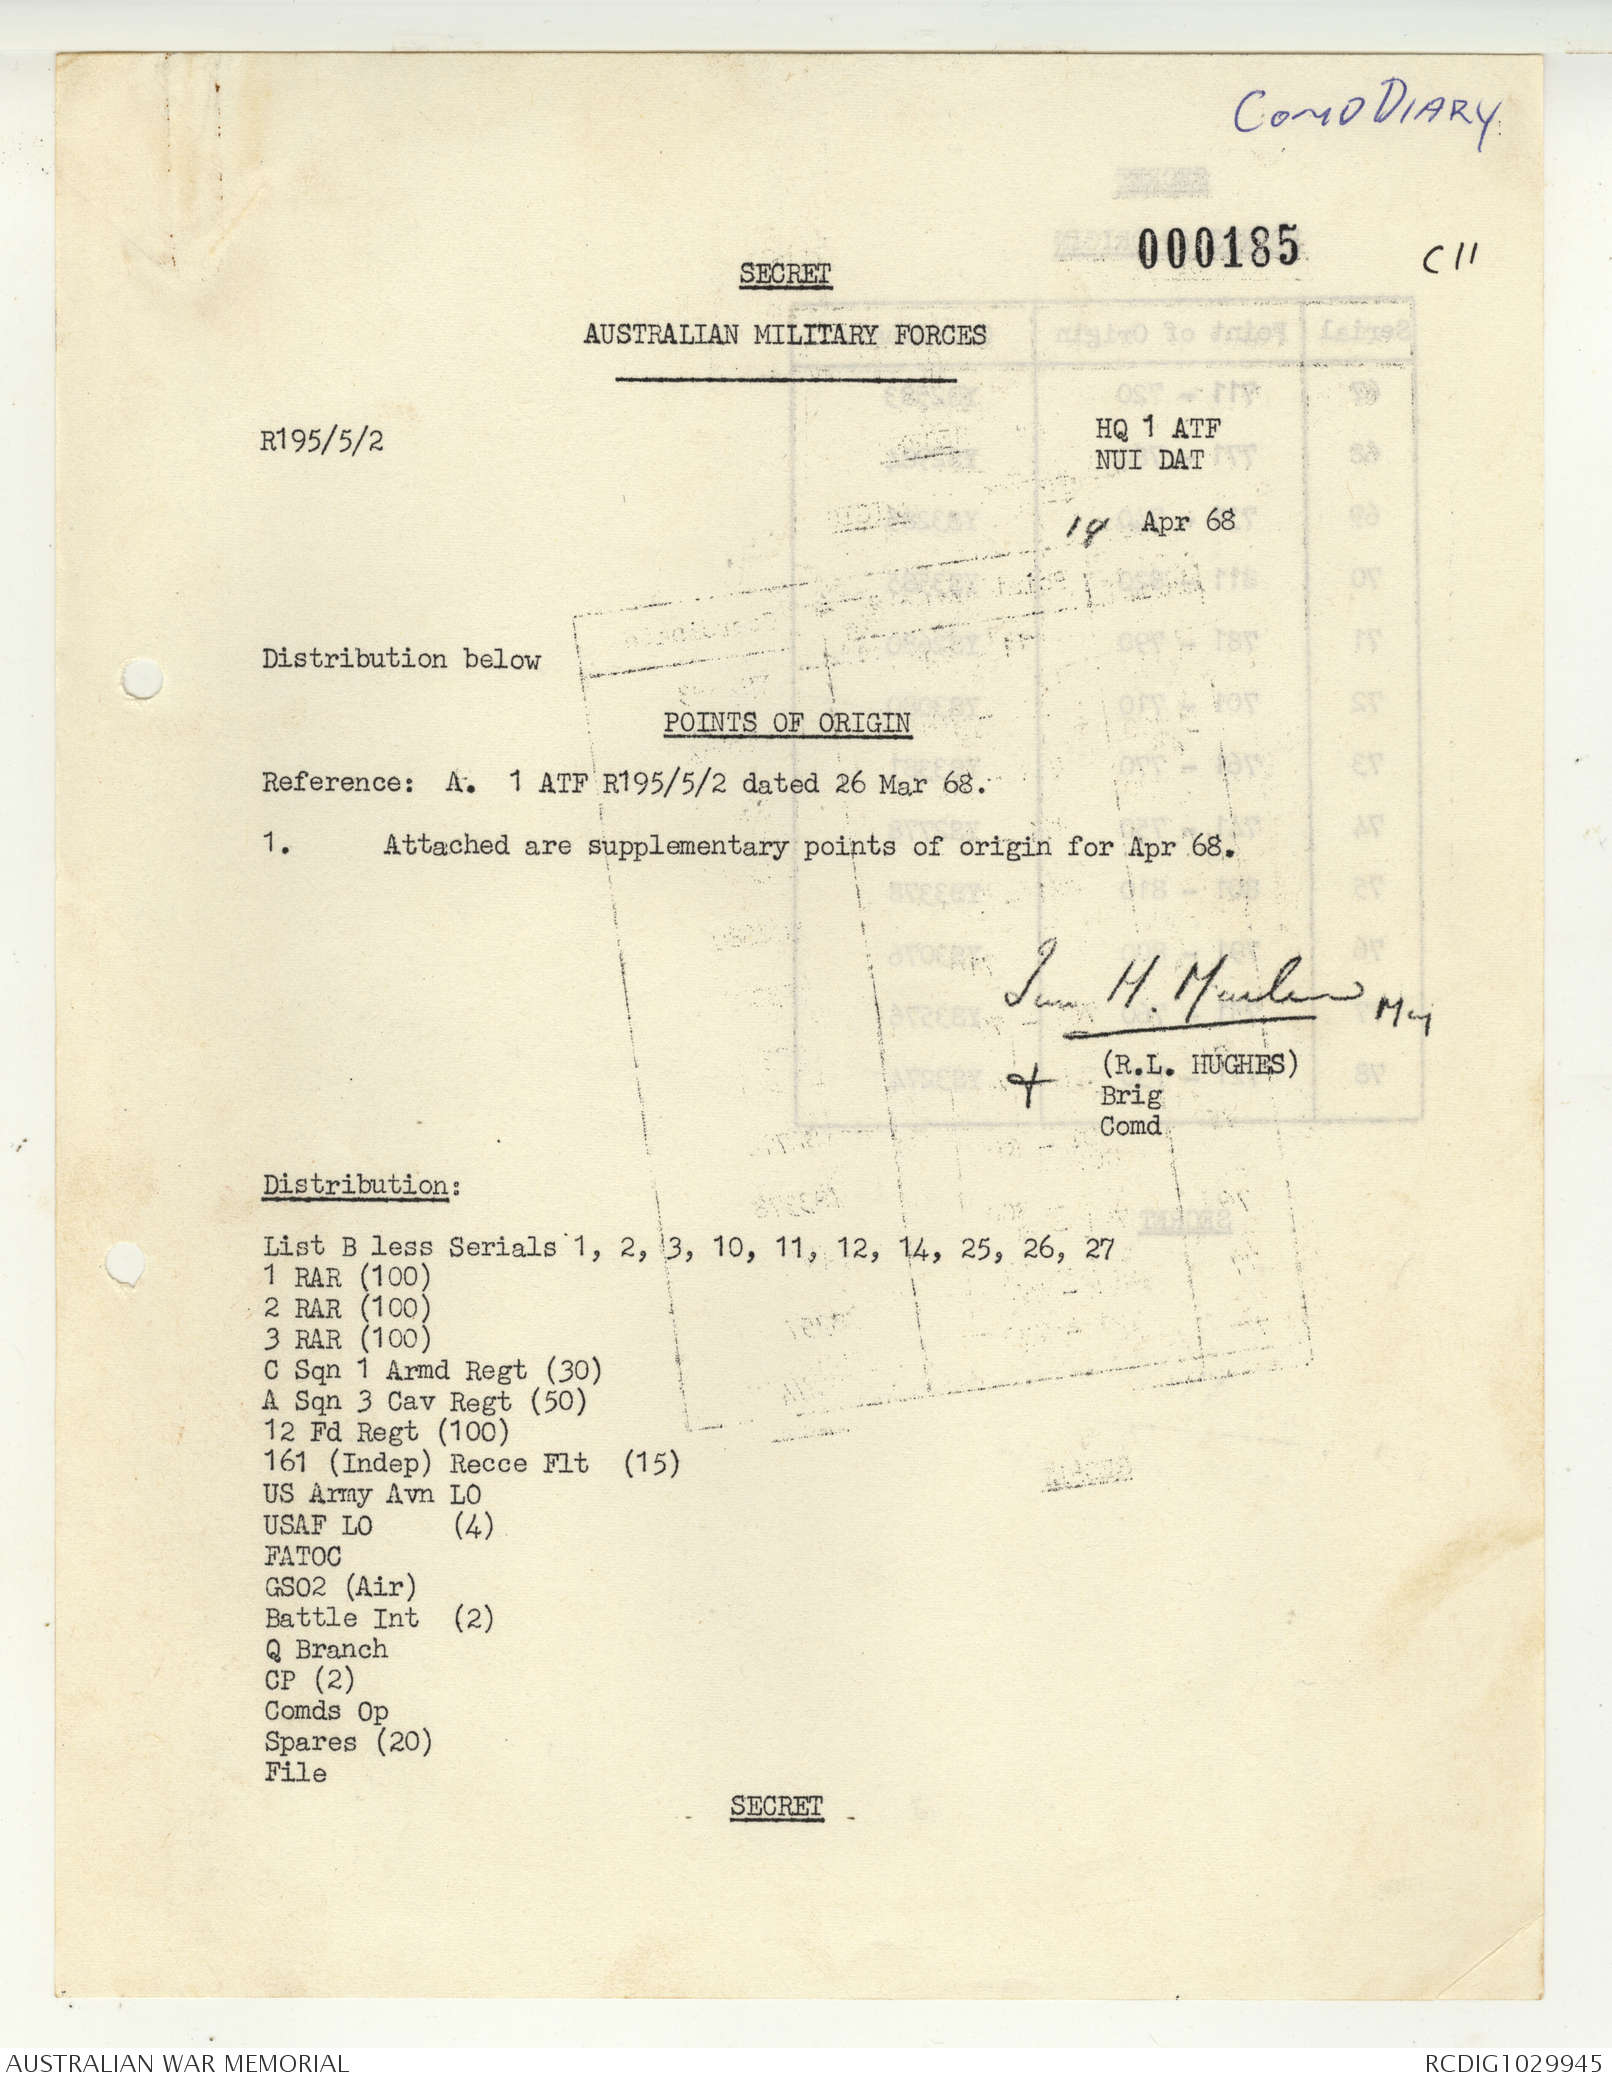 COMD DIARY
000185
C11
SECRET
AUSTRALIAN MILITARY FORCES
R195/5/2
HQ 1 ATF
NUI DAT
Apr 68
Distribution below
POINTS OF ORIGIN
Reference: A. 1 ATF R195/5/2 dated 26 Mar 68.
1. Attached are supplementary points of origin for Apr 68.
H.
Maj
(R.L. HUGHES)
Brig
Comd
Distribution:
List B less Serials 1, 2, 3, 10, 11, 12, 14, 25, 26, 27
1 RAR (100)
2 RAR (100)
3 RAR (100)
C Sqn 1 Armd Regt (30)
A Sqn 3 Cav Regt (50)
12 Fd Regt (100)
161 (Indep) Recce Flt (15)
US Army Avn LO
USAF LO (4)
FATOC
GSO2 (Air)
Battle Int (2)
Q Branch
CP (2)
Comds Op
Spares (20)
File
SECRET
AUSTRALIAN WAR MEMORIAL
RCDIG1029945